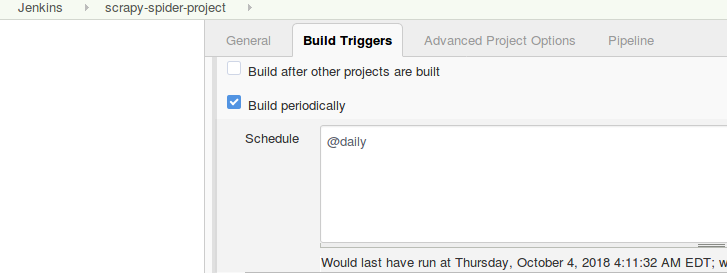 Jenkins scrapy-spider-project
General Build Triggers Advanced Project Options Pipeline
Build after other projects are built
Build periodically
Schedule @daily
Would last have run at Thursday, October 4, 2018 4:11:32 AM EDT; w